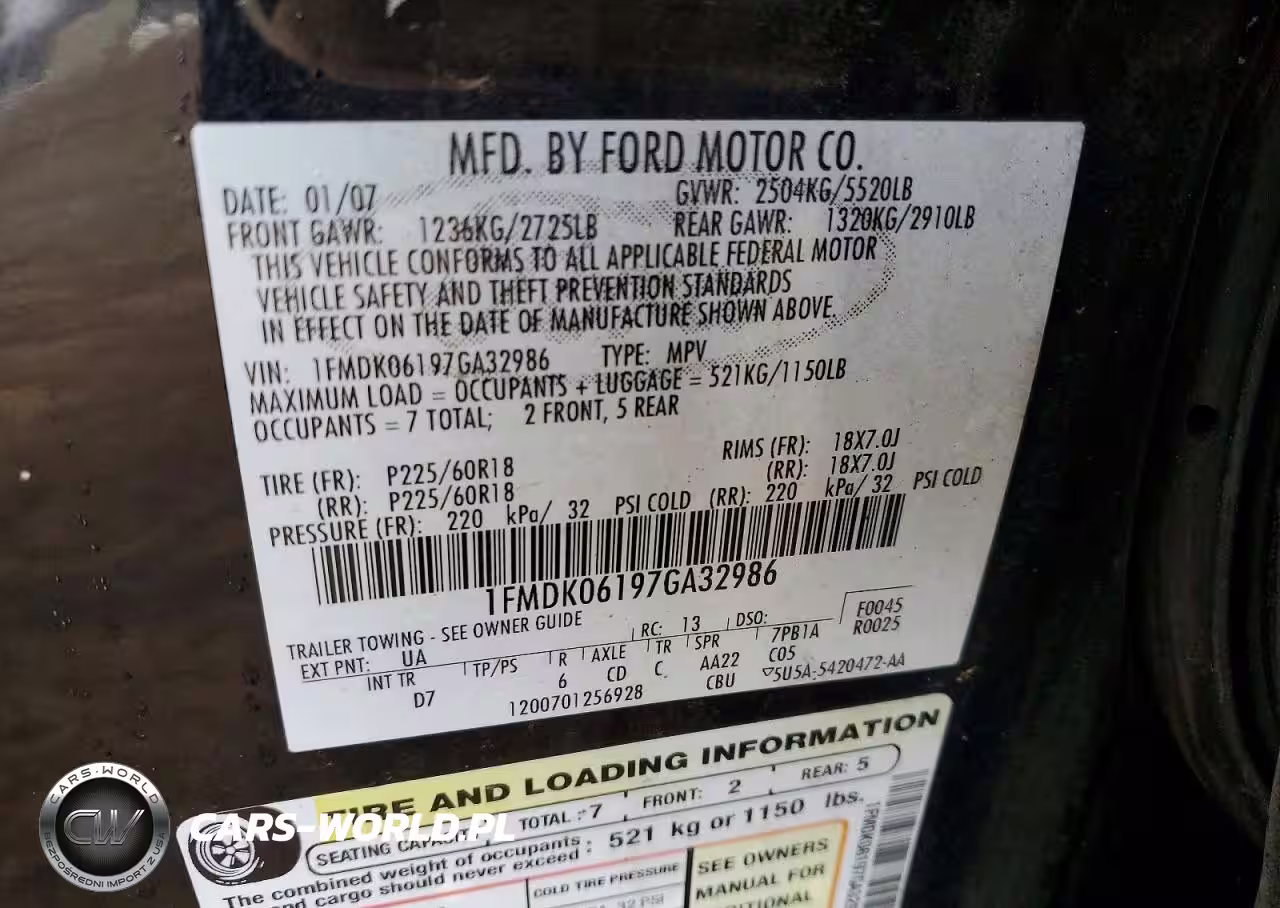 MFD. BY FORD MOTOR CO.
DATE: 01/07 GVWR: 2504KG/5520LB
FRONT GAWR: 1236KG/2725LB REAR GAWR: 1320KG/2910LB
THIS VEHICLE CONFORMS TO ALL APPLICABLE FEDERAL MOTOR
VEHICLE SAFETY AND THEFT PREVENTION STANDARDS
IN EFFECT ON THE DATE OF MANUFACTURE SHOWN ABOVE.
VIN: 1FMDK06197GA32986 TYPE: MPV
MAXIMUM LOAD = OCCUPANTS + LUGGAGE = 521KG/1150LB
OCCUPANTS = 7 TOTAL; 2 FRONT, 5 REAR
TIRE (FR): P225/60R18 RIMS (FR): 18X7.0J
(RR): P225/60R18 (RR): 18X7.0J
PRESSURE (FR): 220 kPa/ 32 PSI COLD (RR): 220 kPa/ 32 PSI COLD
1FMDK06197GA32986
TRAILER TOWING - SEE OWNER GUIDE RC: 13 DSO: F0045
EXT PNT: UA 7PB1A R0025
INT TR TP/PS R AXLE TR SPR C05
D7 6 CD C AA22 5U5A-5420472-AA
1200701256928 CBU
TIRE AND LOADING INFORMATION
SEATING TOTAL: 7 FRONT: 2 REAR: 5
The combined weight of occupants
and cargo should never exceed : 521 kg or 1150 lbs.
COLD TIRE PRESSURE
32 PSI
SEE OWNERS
MANUAL FOR
CARS-WORLD
CW
BEZPOŚREDNI IMPORT Z USA
CARS-WORLD.PL